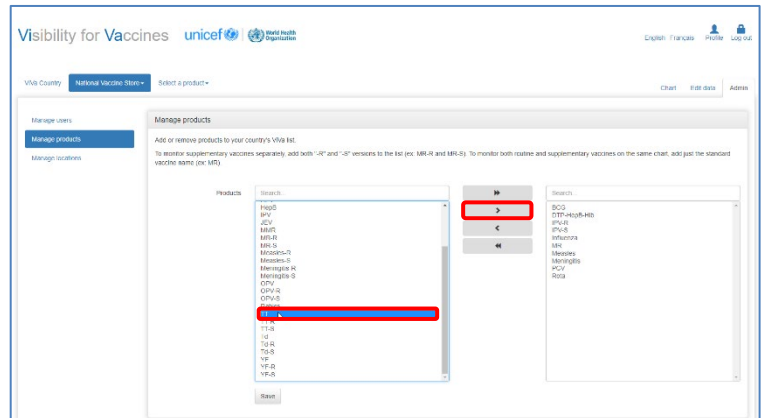 Visibility for Vaccines unicef World Health Organization
English Français Profile Log out
ViVa Country National Vaccine Store Select a product
Chart Edit data Admin
Manage users
Manage products
Manage locations
Manage products
Add or remove products to your country's ViVa list.
To monitor supplementary vaccines separately, add both "-R" and "-S" versions to the list (ex: MR-R and MR-S). To monitor both routine and supplementary vaccines on the same chart, add just the standard
vaccine name (ex: MR)
Products
Search
HepB
IPV
JEV
MMR
MR-R
MR-S
Measles-R
Measles-S
Meningitis-R
Meningitis-S
OPV
OPV-R
OPV-S
TT
TT-S
Td
Td-R
Td-S
YF
YF-R
YF-S
Search
BCG
DTP-HepB-Hib
IPV-R
IPV-S
Influenza
MR
Measles
Meningitis
PCV
Rota
Save